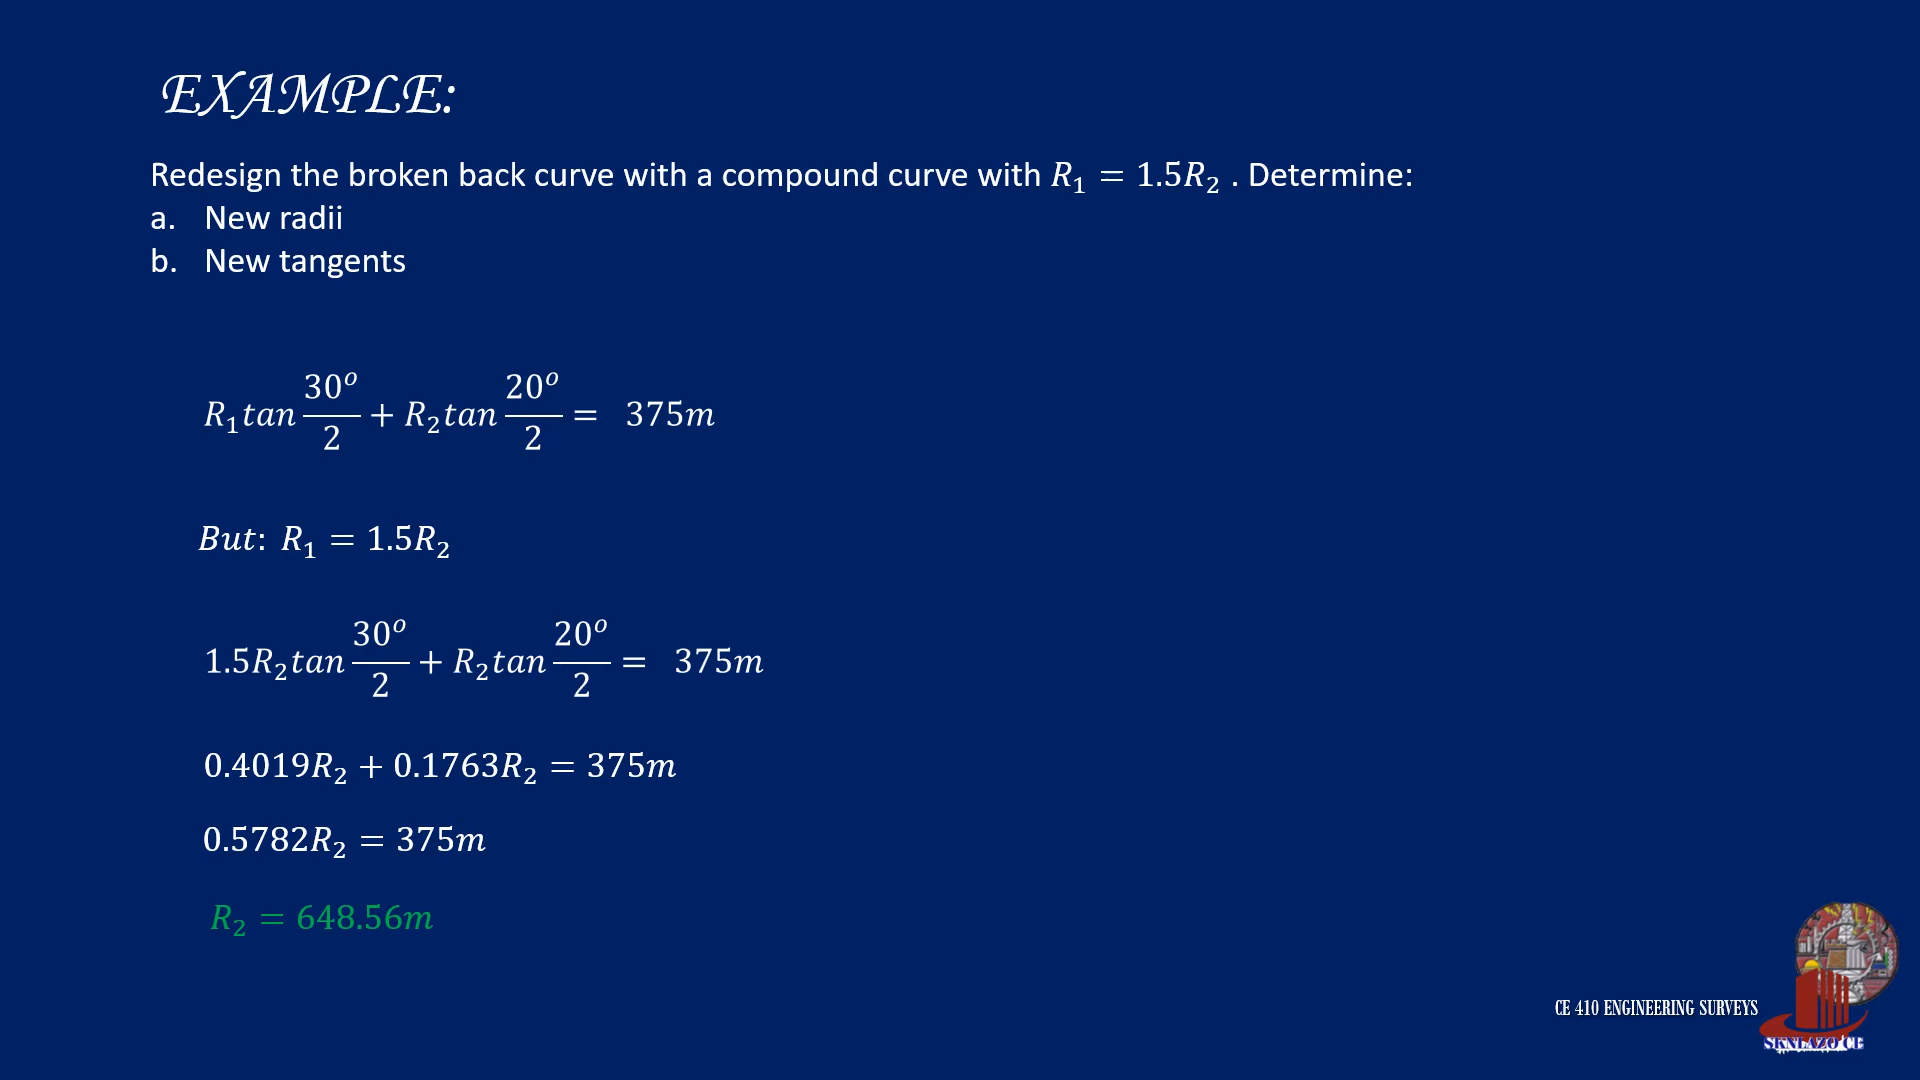 EXAMPLE:
Redesign the broken back curve with a compound curve with R₁ = 1.5R₂ . Determine:
a. New radii
b. New tangents
R₁tan 30°/2 + R₂tan 20°/2 = 375m
But: R₁ = 1.5R₂
1.5R₂tan 30°/2 + R₂tan 20°/2 = 375m
0.4019R₂ + 0.1763R₂ = 375m
0.5782R₂ = 375m
R₂ = 648.56m
CE 410 ENGINEERING SURVEYS
SKNLAZO CE